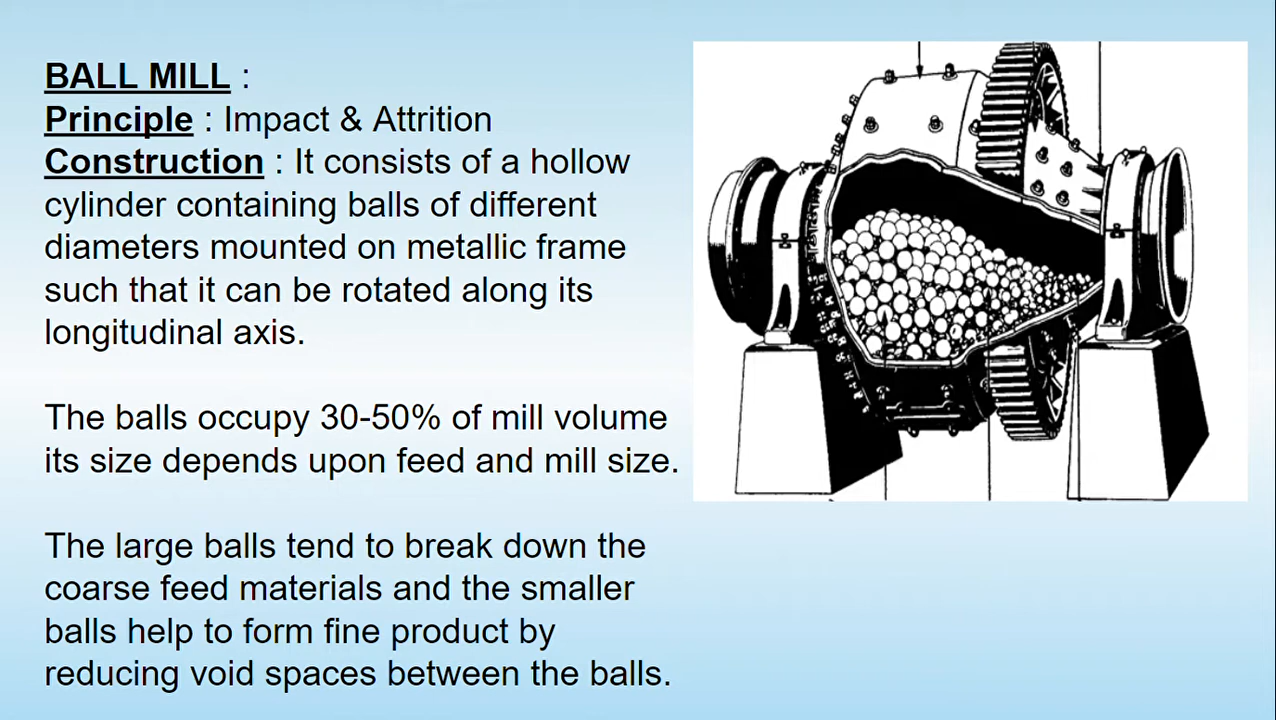 BALL MILL :
Principle : Impact & Attrition
Construction : It consists of a hollow
cylinder containing balls of different
diameters mounted on metallic frame
such that it can be rotated along its
longitudinal axis.
The balls occupy 30-50% of mill volume
its size depends upon feed and mill size.
The large balls tend to break down the
coarse feed materials and the smaller
balls help to form fine product by
reducing void spaces between the balls.